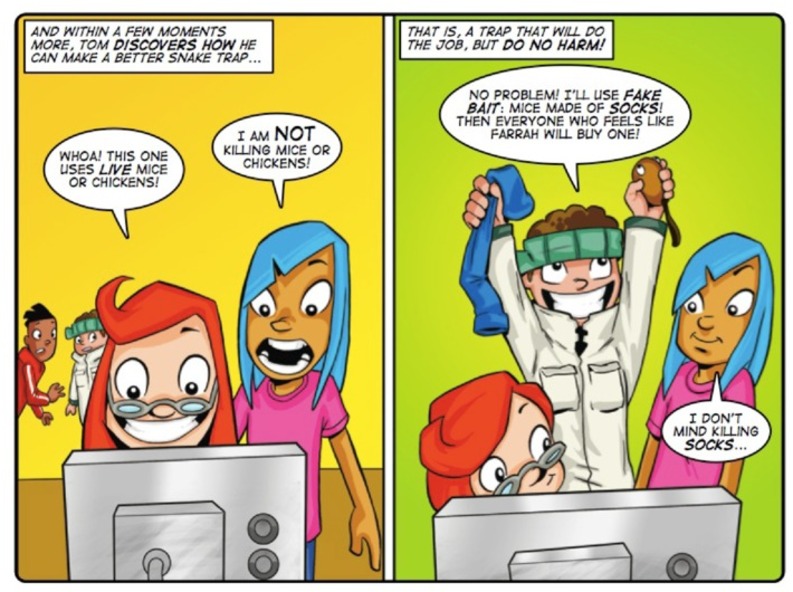 AND WITHIN A FEW MOMENTS
MORE, TOM DISCOVERS HOW HE
CAN MAKE A BETTER SNAKE TRAP...
WHOA! THIS ONE
USES LIVE MICE
OR CHICKENS!
I AM NOT
KILLING MICE OR
CHICKENS!
THAT IS, A TRAP THAT WILL DO
THE JOB, BUT DO NO HARM!
NO PROBLEM! I'LL USE FAKE
BAIT: MICE MADE OF SOCKS!
THEN EVERYONE WHO FEELS LIKE
FARRAH WILL BUY ONE!
I DON'T
MIND KILLING
SOCKS...